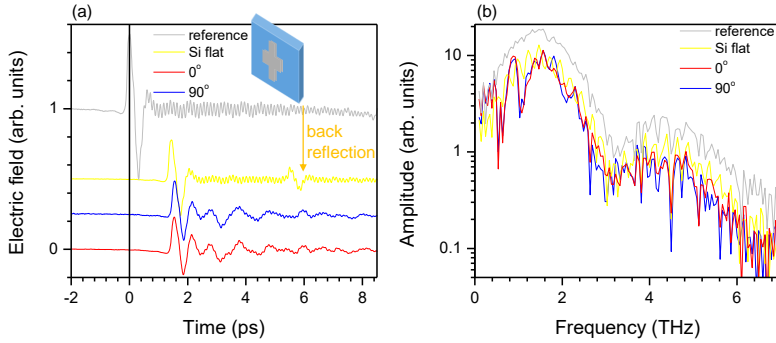 (a)
reference
Si flat
0°
90°
back
reflection
1
0
Electric field (arb. units)
-2 0 2 4 6 8
Time (ps)
(b)
reference
Si flat
0°
90°
10
1
0.1
Amplitude (arb. units)
0 2 4 6
Frequency (THz)